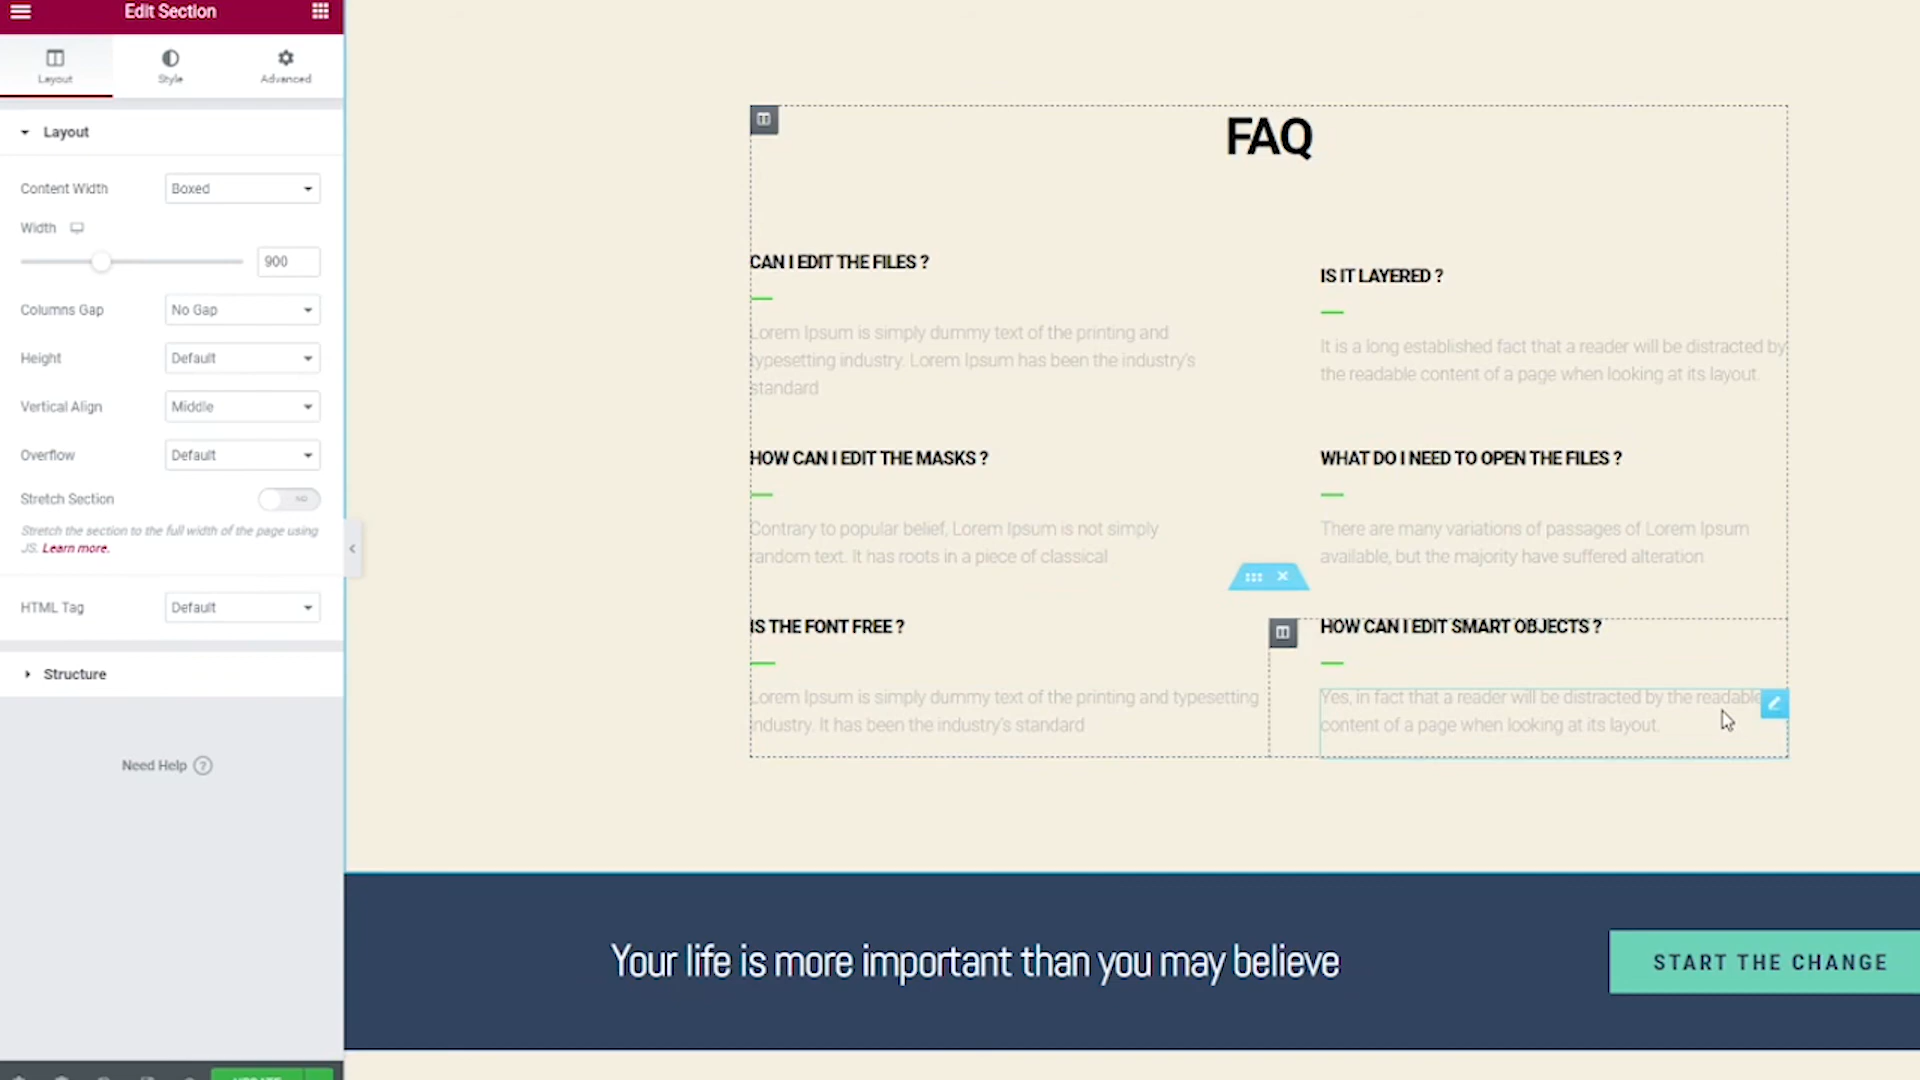 Edit Section
Layout
Style
Advanced
Layout
Content Width
Boxed
Width
900
Columns Gap
No Gap
Height
Default
Vertical Align
Middle
Overflow
Default
Stretch Section
NO
Stretch the section to the full width of the page using
JS. Learn more.
HTML Tag
Default
Structure
Need Help
?
UPDATE
FAQ
CAN I EDIT THE FILES ?
Lorem Ipsum is simply dummy text of the printing and
typesetting industry. Lorem Ipsum has been the industry's
standard
IS IT LAYERED ?
It is a long established fact that a reader will be distracted by
the readable content of a page when looking at its layout.
HOW CAN I EDIT THE MASKS ?
Contrary to popular belief, Lorem Ipsum is not simply
random text. It has roots in a piece of classical
WHAT DO I NEED TO OPEN THE FILES ?
There are many variations of passages of Lorem Ipsum
available, but the majority have suffered alteration
IS THE FONT FREE ?
Lorem Ipsum is simply dummy text of the printing and typesetting
industry. It has been the industry's standard
HOW CAN I EDIT SMART OBJECTS ?
Yes, in fact that a reader will be distracted by the readable
content of a page when looking at its layout.
Your life is more important than you may believe
START THE CHANGE